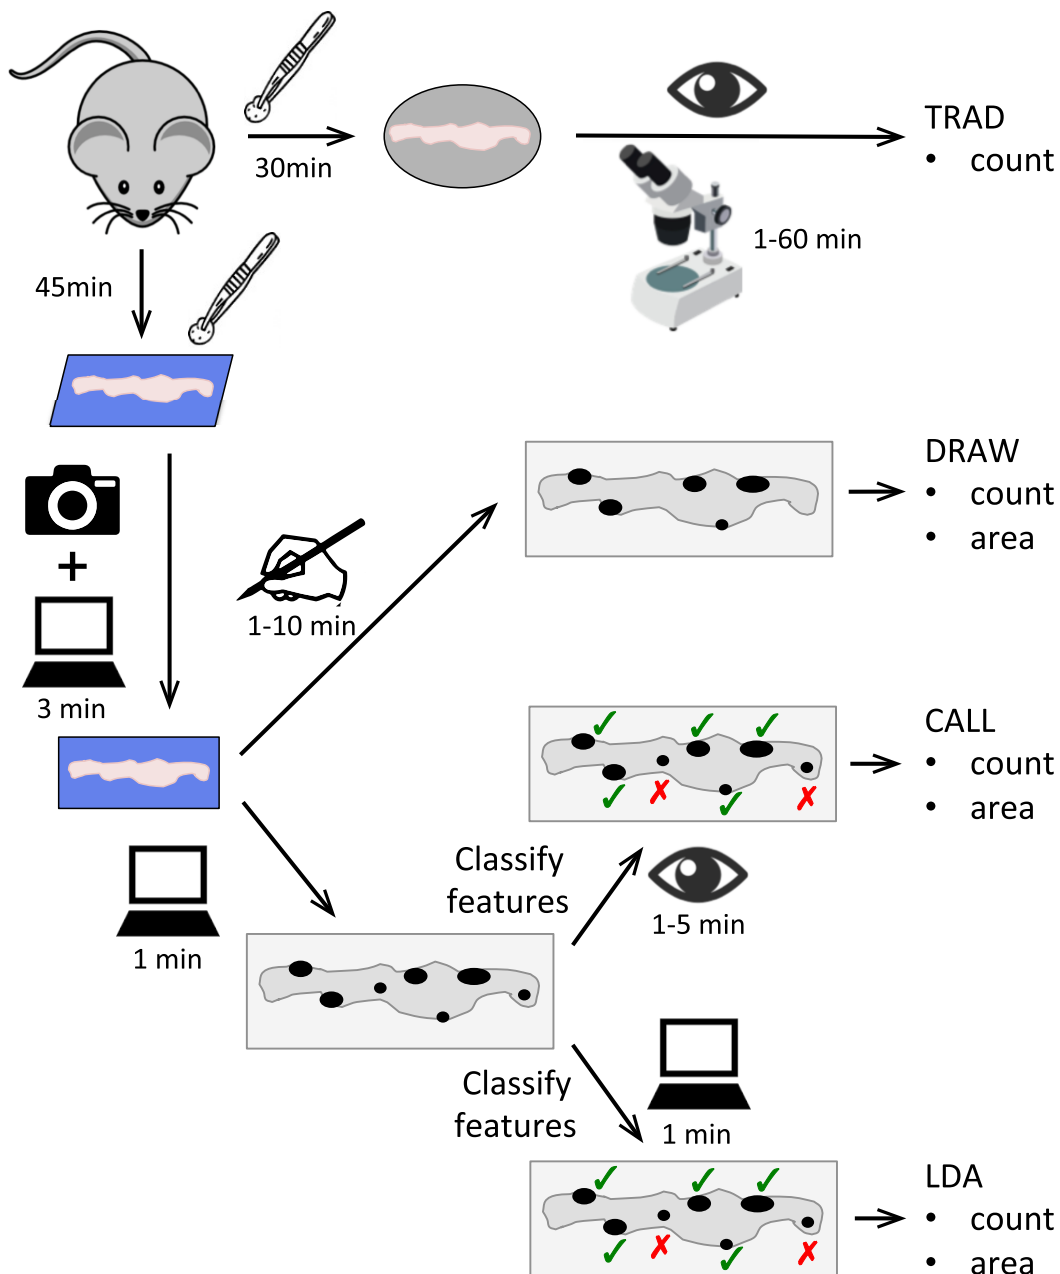 30min
TRAD
• count
1-60 min
45min
+
3 min
1-10 min
DRAW
• count
• area
CALL
• count
• area
1 min
Classify
features
1-5 min
Classify
features
1 min
LDA
• count
• area